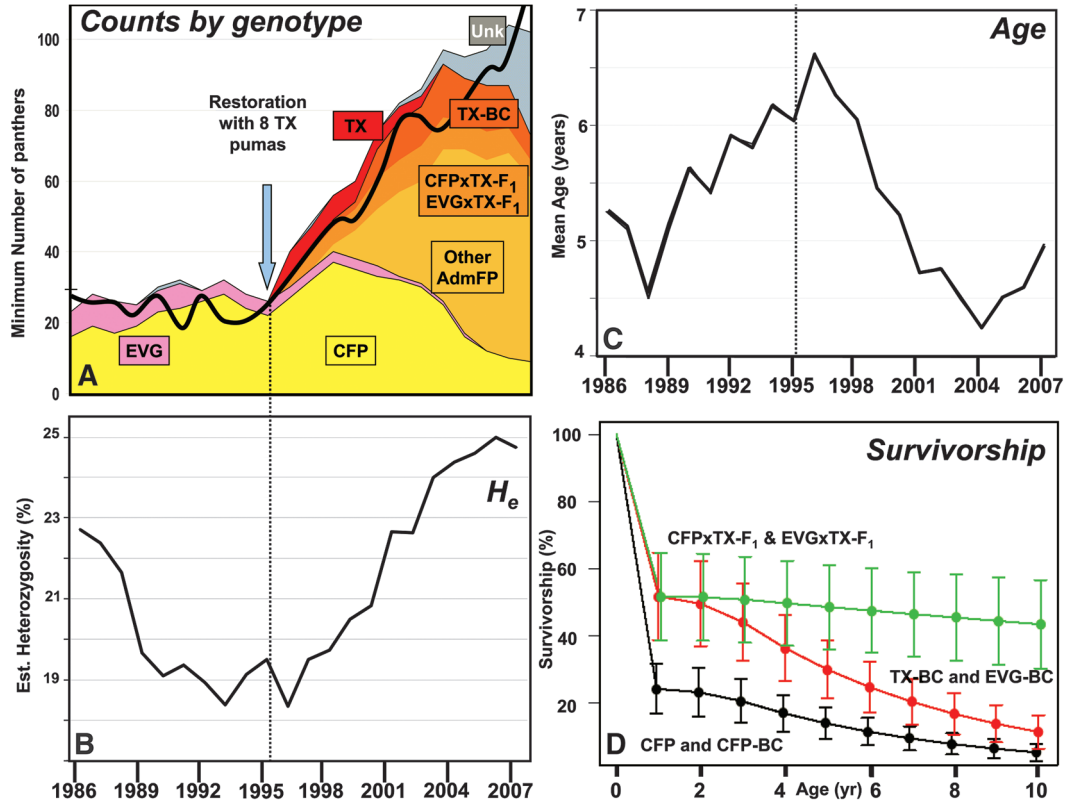 Counts by genotype
Minimum Number of panthers
100
80
60
40
20
0
Restoration
with 8 TX
pumas
Unk
TX
TX-BC
CFPxTX-F1
EVGxTX-F1
Other
AdmFP
EVG
CFP
A
Age
Mean Age (years)
7
6
5
4
C
1986 1989 1992 1995 1998 2001 2004 2007
He
Est. Heterozygosity (%)
25
23
21
19
B
1986 1989 1992 1995 1998 2001 2004 2007
Survivorship
Survivorship (%)
100
80
60
40
20
CFPxTX-F1 & EVGxTX-F1
TX-BC and EVG-BC
CFP and CFP-BC
D
0 2 4 Age (yr) 6 8 10